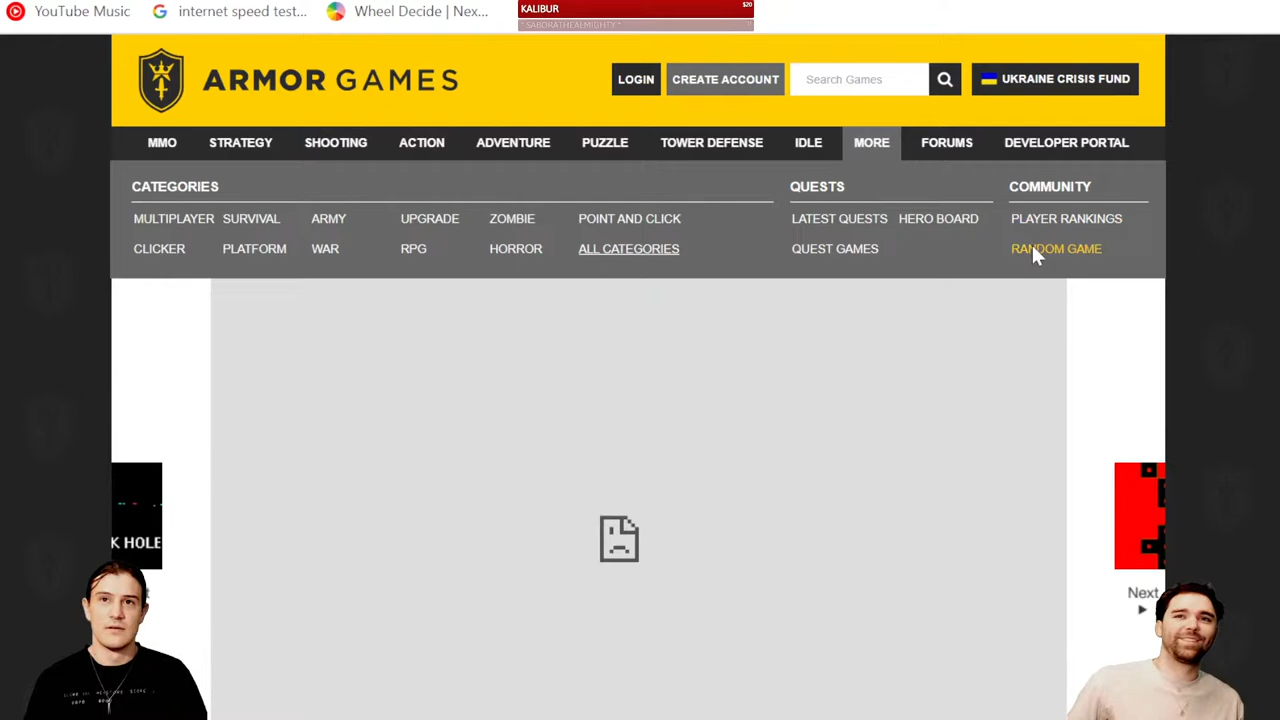 YouTube Music internet speed test... Wheel Decide | Nex... KALIBUR $20
* SABORATHEALMIGHTY *
ARMOR GAMES LOGIN CREATE ACCOUNT Search Games UKRAINE CRISIS FUND
MMO STRATEGY SHOOTING ACTION ADVENTURE PUZZLE TOWER DEFENSE IDLE MORE FORUMS DEVELOPER PORTAL
CATEGORIES QUESTS COMMUNITY
MULTIPLAYER SURVIVAL ARMY UPGRADE ZOMBIE POINT AND CLICK LATEST QUESTS HERO BOARD PLAYER RANKINGS
CLICKER PLATFORM WAR RPG HORROR ALL CATEGORIES QUEST GAMES RANDOM GAME
K HOLE
Next